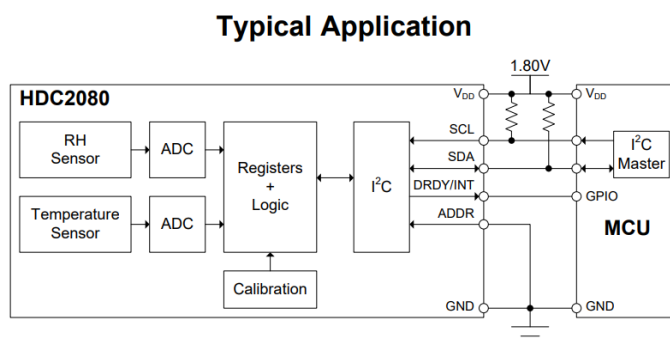 Typical Application
1.80V
HDC2080
VDD
VDD
RH
Sensor
ADC
Registers
+
Logic
I²C
SCL
SDA
DRDY/INT
ADDR
I²C
Master
GPIO
MCU
Temperature
Sensor
ADC
Calibration
GND
GND